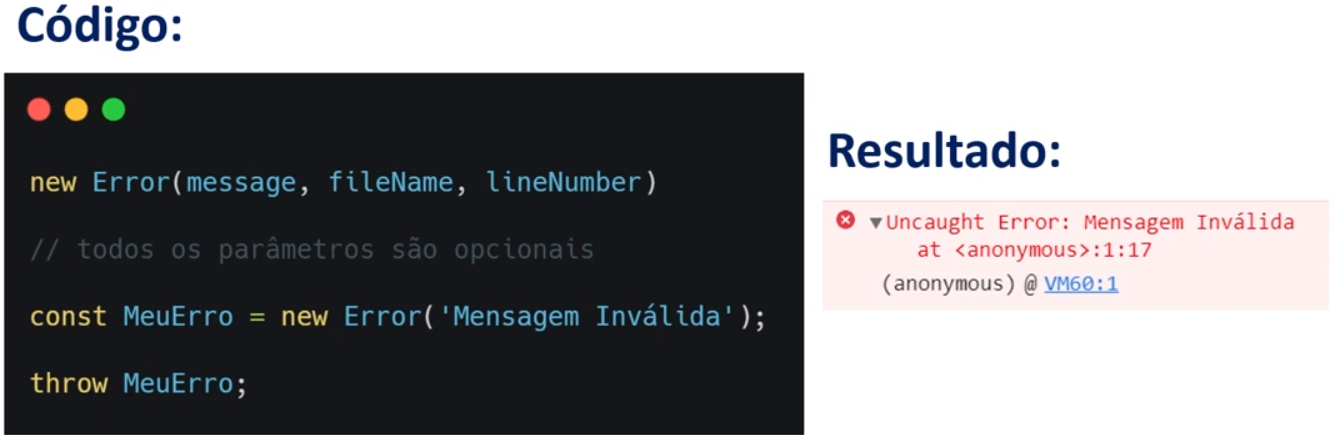 Código:
new Error(message, fileName, lineNumber)
// todos os parâmetros são opcionais
const MeuErro = new Error('Mensagem Inválida');
throw MeuErro;
Resultado:
Uncaught Error: Mensagem Inválida
at <anonymous>:1:17
(anonymous) @ VM60:1